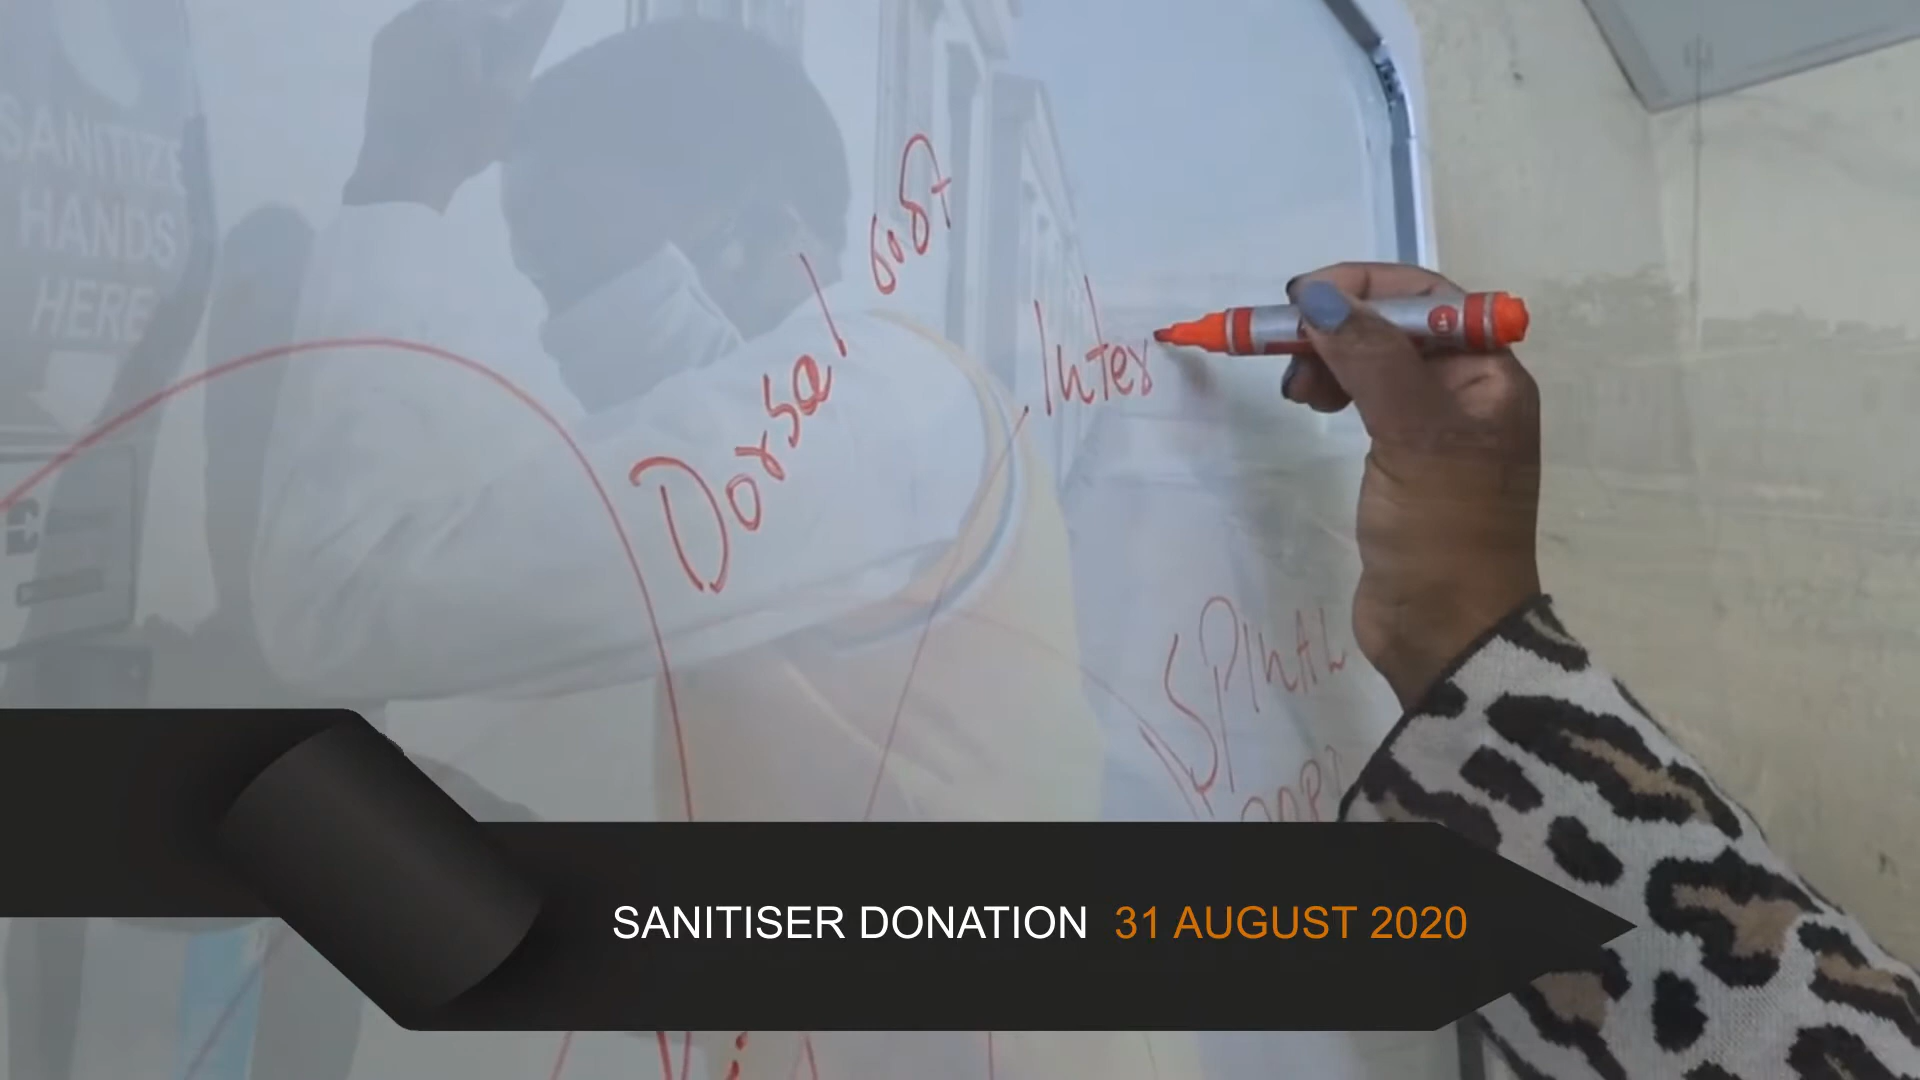 SANITIZE
HANDS
HERE
Dorsal root
Inter
SPINAL
SANITISER DONATION 31 AUGUST 2020